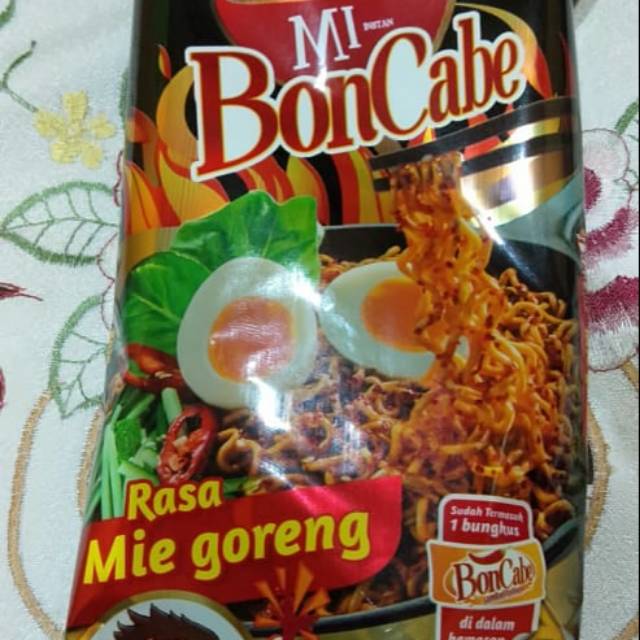 MI INSTAN
BonCabe
Rasa
Mie goreng
Sudah Termasuk
1 bungkus
BonCabe
di dalam